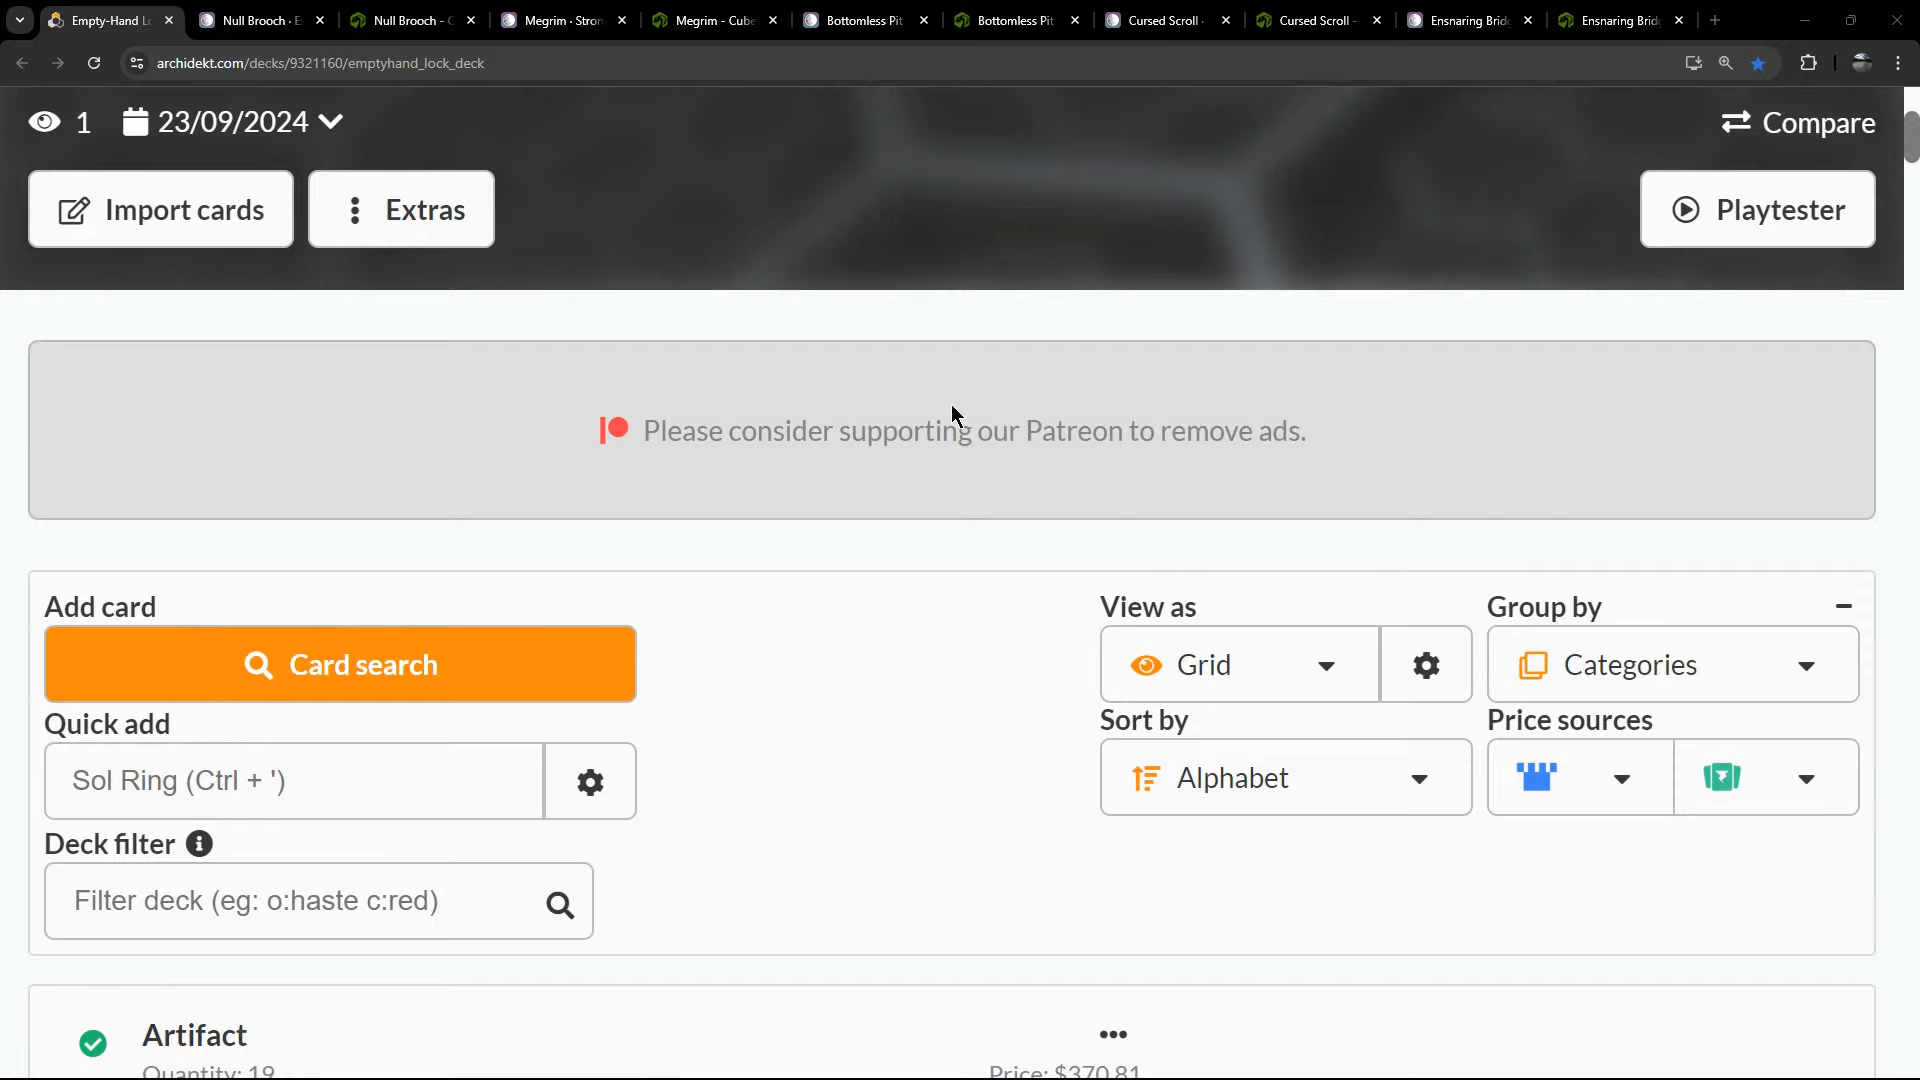 Empty-Hand L
Null Brooch · E
Null Brooch - C
Megrim · Stron
Megrim - Cube
Bottomless Pit
Bottomless Pit
Cursed Scroll ·
Cursed Scroll -
Ensnaring Brid
Ensnaring Brid
archidekt.com/decks/9321160/emptyhand_lock_deck
1 23/09/2024
Compare
Import cards
Extras
Playtester
Please consider supporting our Patreon to remove ads.
Add card
Card search
Quick add
Sol Ring (Ctrl + ')
Deck filter
Filter deck (eg: o:haste c:red)
View as
Grid
Group by
Categories
Sort by
Alphabet
Price sources
Artifact
Quantity: 19
Price: $370.81